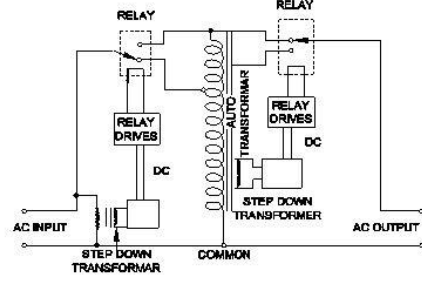 RELAY
RELAY
RELAY
DRIVES
DC
AUTO
TRANSFORMAR
RELAY
DRIVES
DC
STEP DOWN
TRANSFORMER
AC INPUT
AC OUTPUT
STEP DOWN
TRANSFORMAR
COMMON